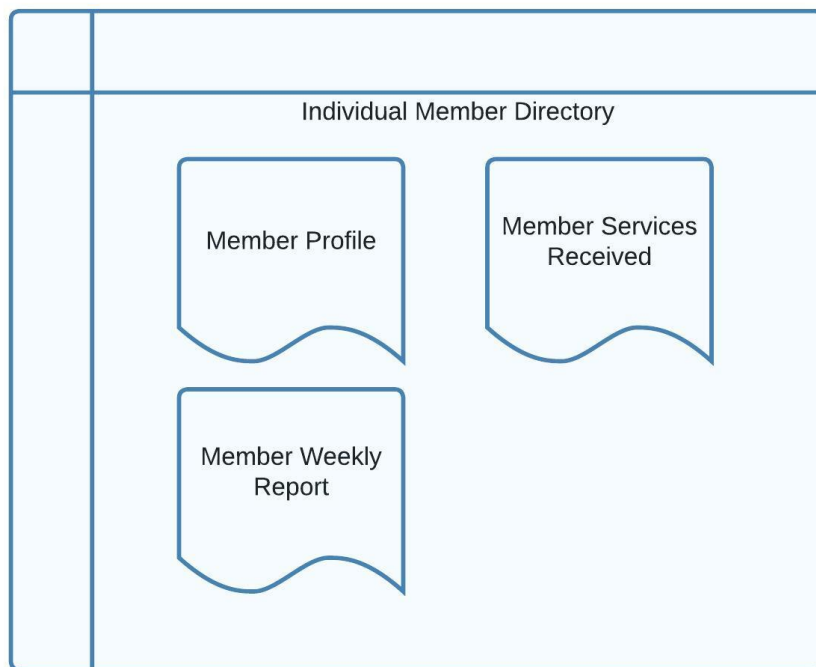 Individual Member Directory
Member Profile
Member Services
Received
Member Weekly
Report